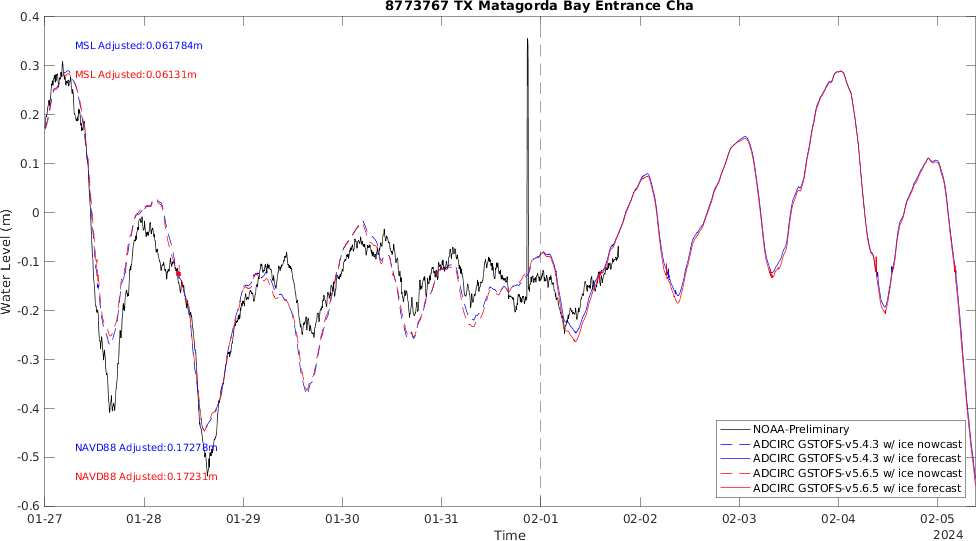 8773767 TX Matagorda Bay Entrance Cha
0.4
0.3
0.2
0.1
0
-0.1
-0.2
-0.3
-0.4
-0.5
-0.6
Water Level (m)
MSL Adjusted:0.061784m
MSL Adjusted:0.06131m
NAVD88 Adjusted:0.17278m
NAVD88 Adjusted:0.17231m
NOAA-Preliminary
ADCIRC GSTOFS-v5.4.3 w/ ice nowcast
ADCIRC GSTOFS-v5.4.3 w/ ice forecast
ADCIRC GSTOFS-v5.6.5 w/ ice nowcast
ADCIRC GSTOFS-v5.6.5 w/ ice forecast
01-27 01-28 01-29 01-30 01-31 02-01 02-02 02-03 02-04 02-05
Time
2024